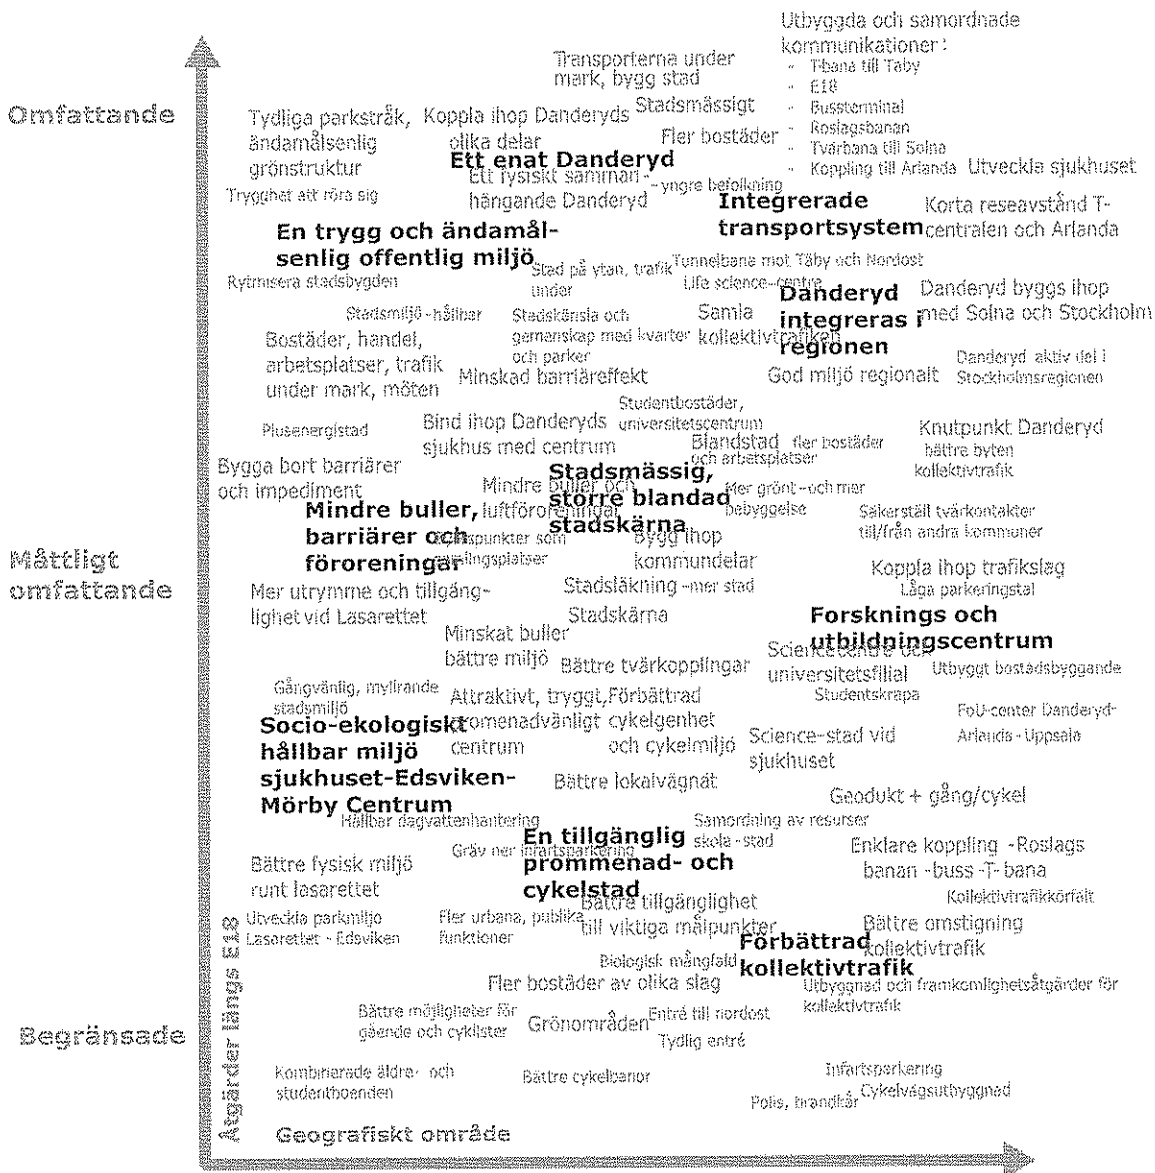 Utbyggda och samordnade
kommunikationer:
- T-bana till Täby
- E18
- Bussterminal
- Roslagsbanan
- Tvärbana till Solna
- Koppling till Arlanda
Utveckla sjukhuset
Transporterna under
mark, bygg stad
Stadsmässigt
Fler bostäder
- yngre befolkning
Omfattande
Tydliga parkstråk,
ändamålsenlig
grönstruktur
Koppla ihop Danderyds
olika delar
Ett enat Danderyd
Ett fysiskt samman-
hängande Danderyd
Trygghet att röra sig
Integrerade
transportsystem
Korta reseavstånd T-
centralen och Arlanda
En trygg och ändamål-
senlig offentlig miljö
Rytmisera stadsbygden
Stad på ytan, trafik
under
Tunnelbana mot Täby och Nordost
Life science-centre
Danderyd
integreras i
regionen
Danderyd byggs ihop
med Solna och Stockholm
Stadsmiljö -hållbar
Stadskänsla och
gemanskap med kvarter
och parker
Samla
kollektivtrafiken
Bostäder, handel,
arbetsplatser, trafik
under mark, möten
Minskad barriäreffekt
God miljö regionalt
Danderyd aktiv del i
Stockholmsregionen
Studentbostäder,
universitetscentrum
Plusenergistad
Bind ihop Danderyds
sjukhus med centrum
Blandstad
fler bostäder
och arbetsplatser
Knutpunkt Danderyd
bättre byten
kollektivtrafik
Bygga bort barriärer
och impediment
Stadsmässig,
större blandad
stadskärna
Mindre buller och
luftföroreningar
Mer grönt -och mer
bebyggelse
Mindre buller,
barriärer och
föroreningar
som
Säkerställ tvärkontakter
till/från andra kommuner
Bygg ihop
kommundelar
Måttligt
omfattande
Koppla ihop trafikslag
Låga parkeringstal
Mer utrymme och tillgäng-
lighet vid Lasarettet
Stadsläkning -mer stad
Stadskärna
Forsknings och
utbildningscentrum
Minskat buller
bättre miljö
Bättre tvärkopplingar
Sciencecentre och
universitetsfilial
Utbyggt bostadsbyggande
Studentskrapa
Gångvänlig, myllrande
stadsmiljö
Attraktivt, tryggt,
promenadvänligt
centrum
Förbättrad
cykelgenhet
och cykelmiljö
FoU-center Danderyd-
Arlanda - Uppsala
Socio-ekologiskt
hållbar miljö
sjukhuset-Edsviken-
Mörby Centrum
Science-stad vid
sjukhuset
Bättre lokalvägnät
Geodukt + gång/cykel
Hållbar dagvattenhantering
Samordning av resurser
skola -stad
Gräv ner infartsparkering
En tillgänglig
prommenad- och
cykelstad
Enklare koppling -Roslags
banan -buss -T- bana
Bättre fysisk miljö
runt lasarettet
Kollektivtrafikkörfält
Bättre tillgänglighet
till viktiga målpunkter
Utveckla parkmiljö
Lasarettet - Edsviken
Fler urbana, publika
funktioner
Bättre omstigning
kollektivtrafik
Förbättrad
kollektivtrafik
Biologisk mångfald
Fler bostäder av olika slag
Utbyggnad och framkomlighetsåtgärder för
kollektivtrafik
Begränsade
Bättre möjligheter för
gående och cyklister
Grönområden
Entré till nordost
Tydlig entré
Kombinerade äldre- och
studentboenden
Bättre cykelbanor
Infartsparkering
Cykelvägsutbyggnad
Polis, brandkår
Åtgärder längs E18
Geografiskt område